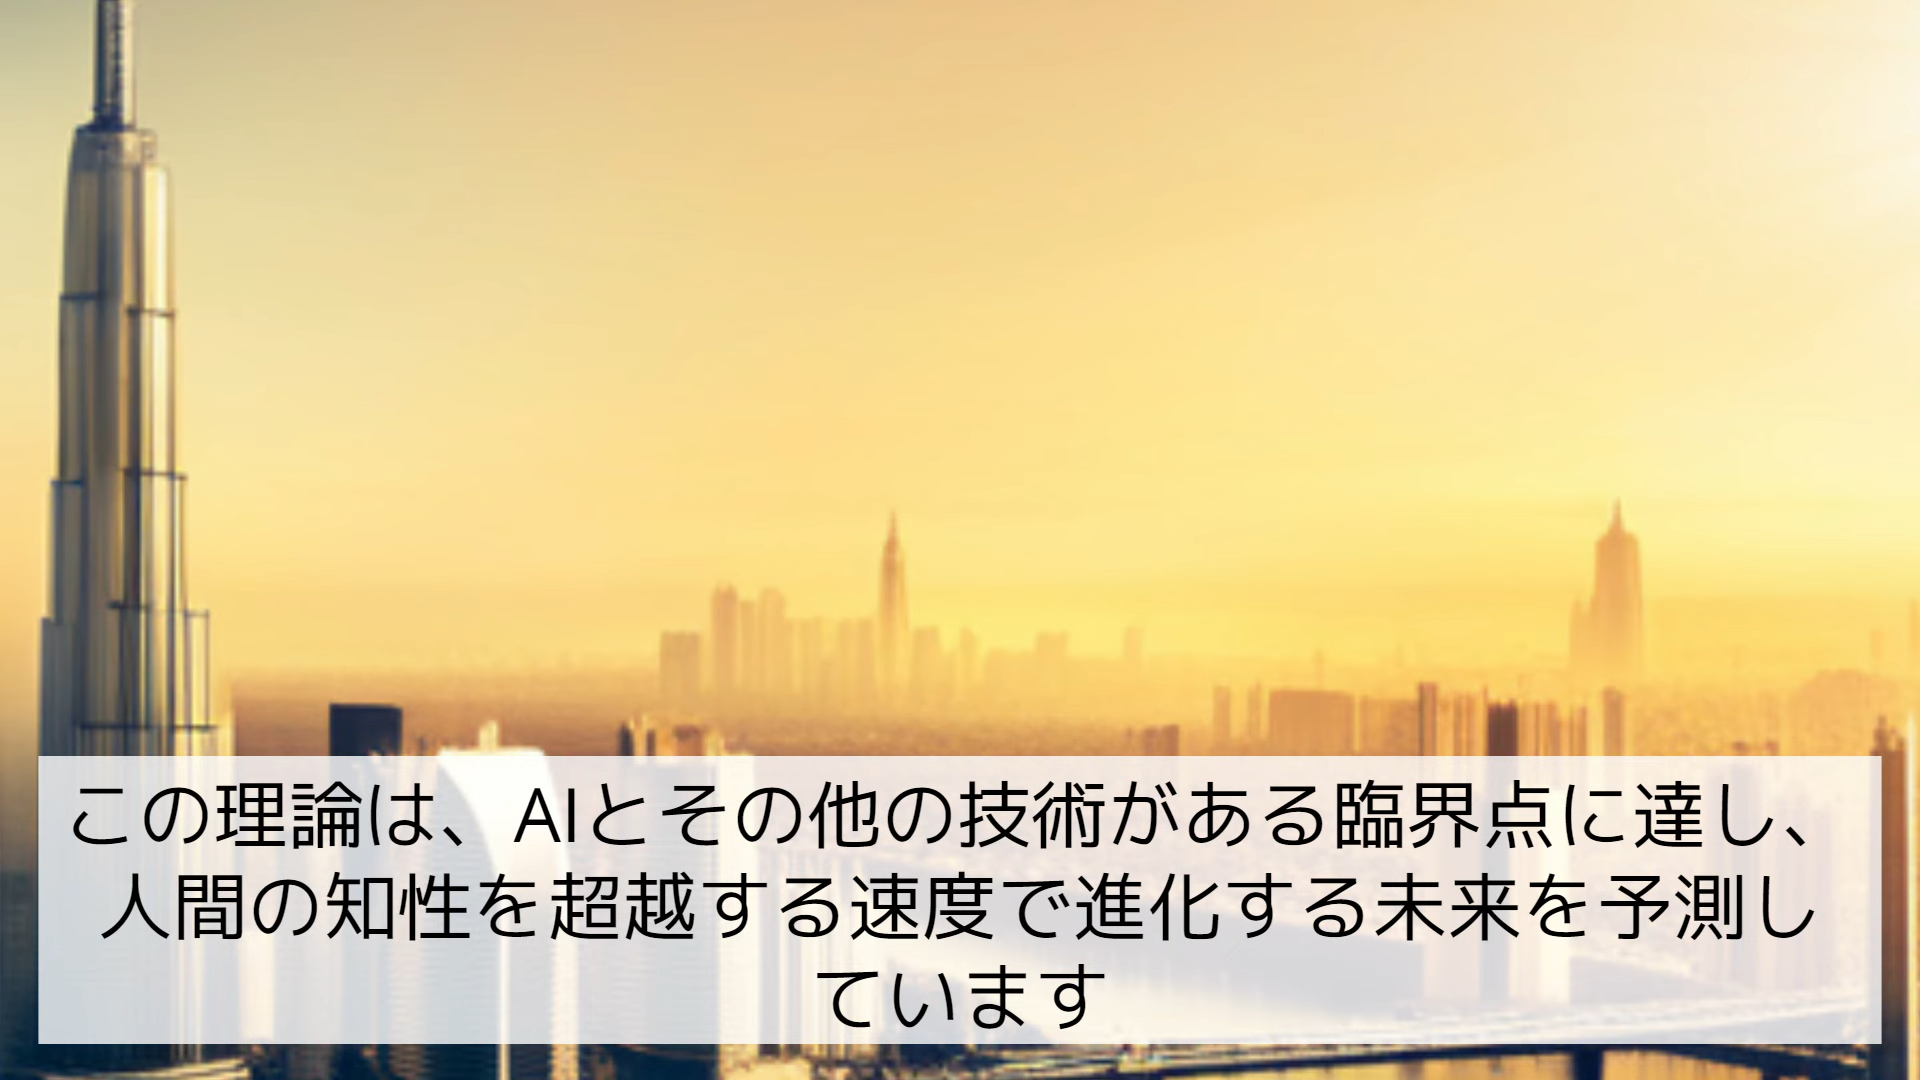 この理論は、AIとその他の技術がある臨界点に達し、
人間の知性を超越する速度で進化する未来を予測し
ています